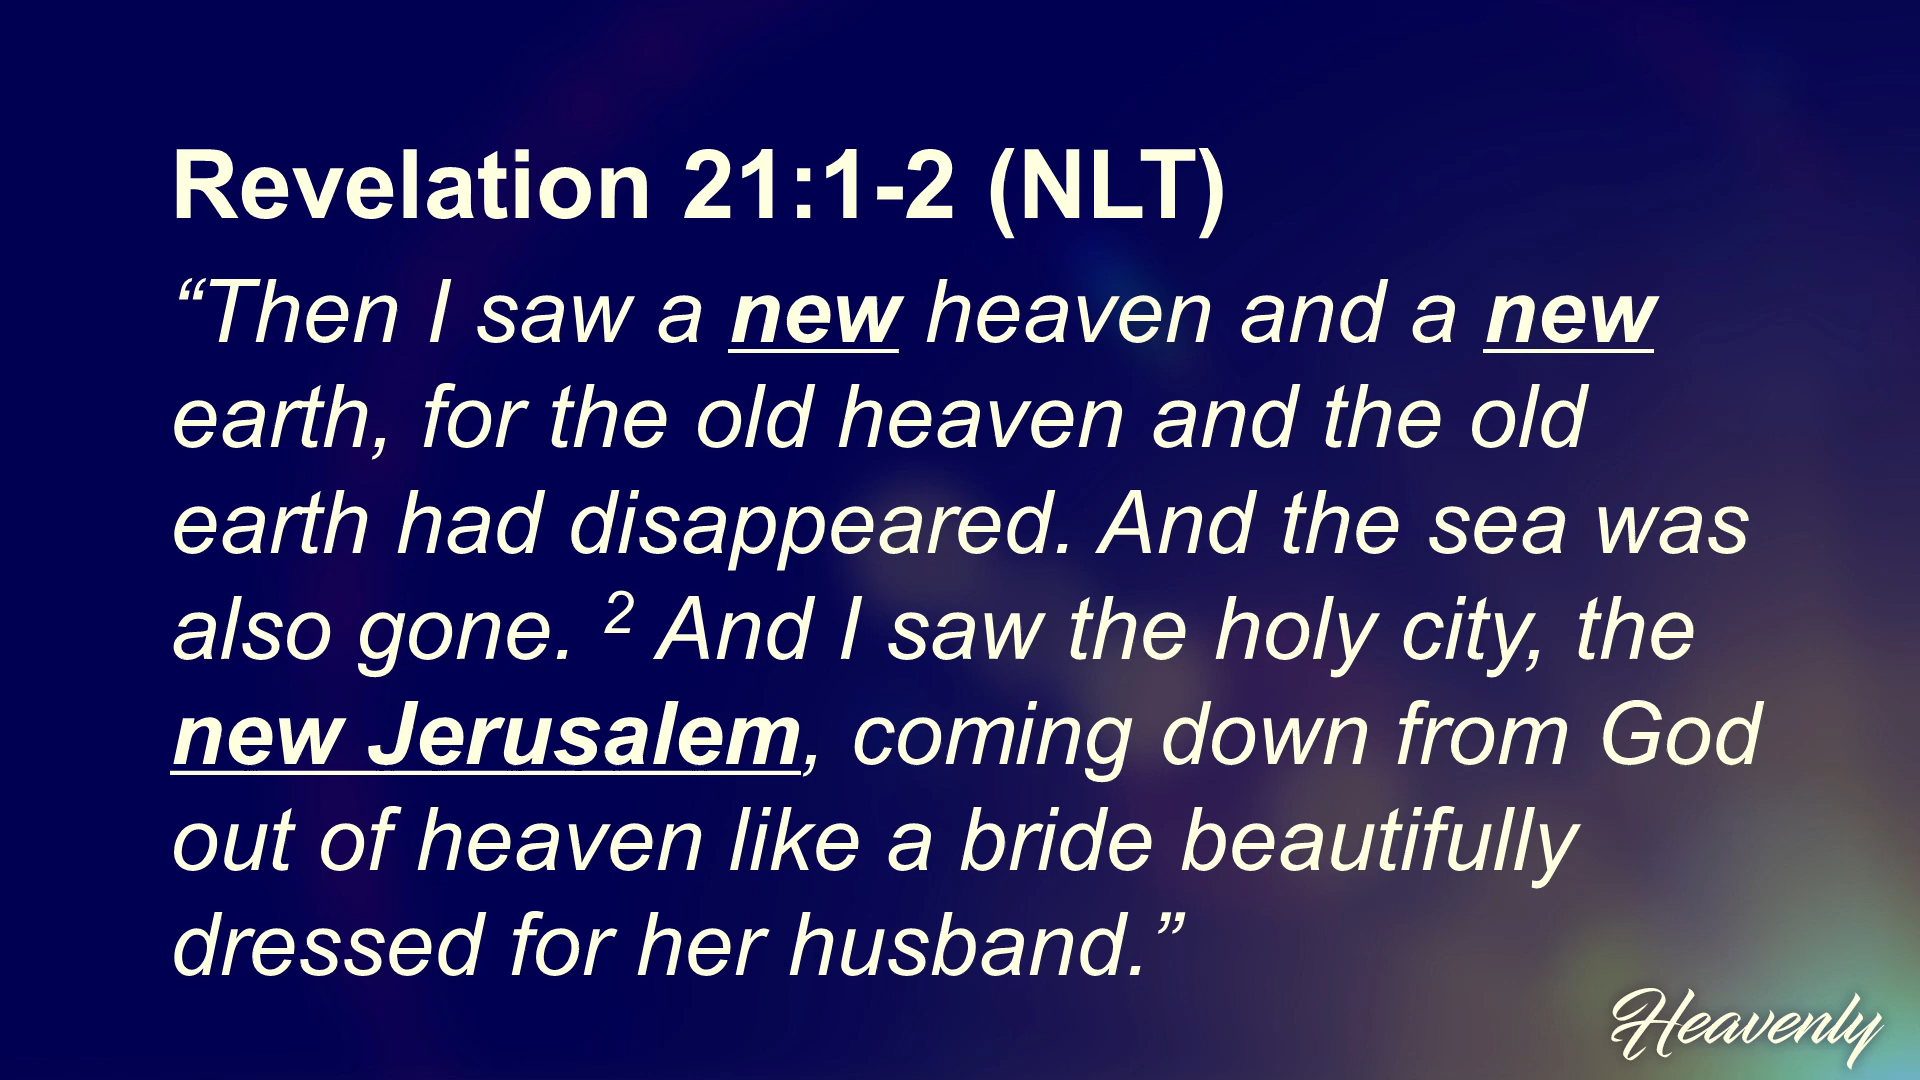 Revelation 21:1-2 (NLT)
“Then I saw a new heaven and a new
earth, for the old heaven and the old
earth had disappeared. And the sea was
also gone. ² And I saw the holy city, the
new Jerusalem, coming down from God
out of heaven like a bride beautifully
dressed for her husband.”
Heavenly